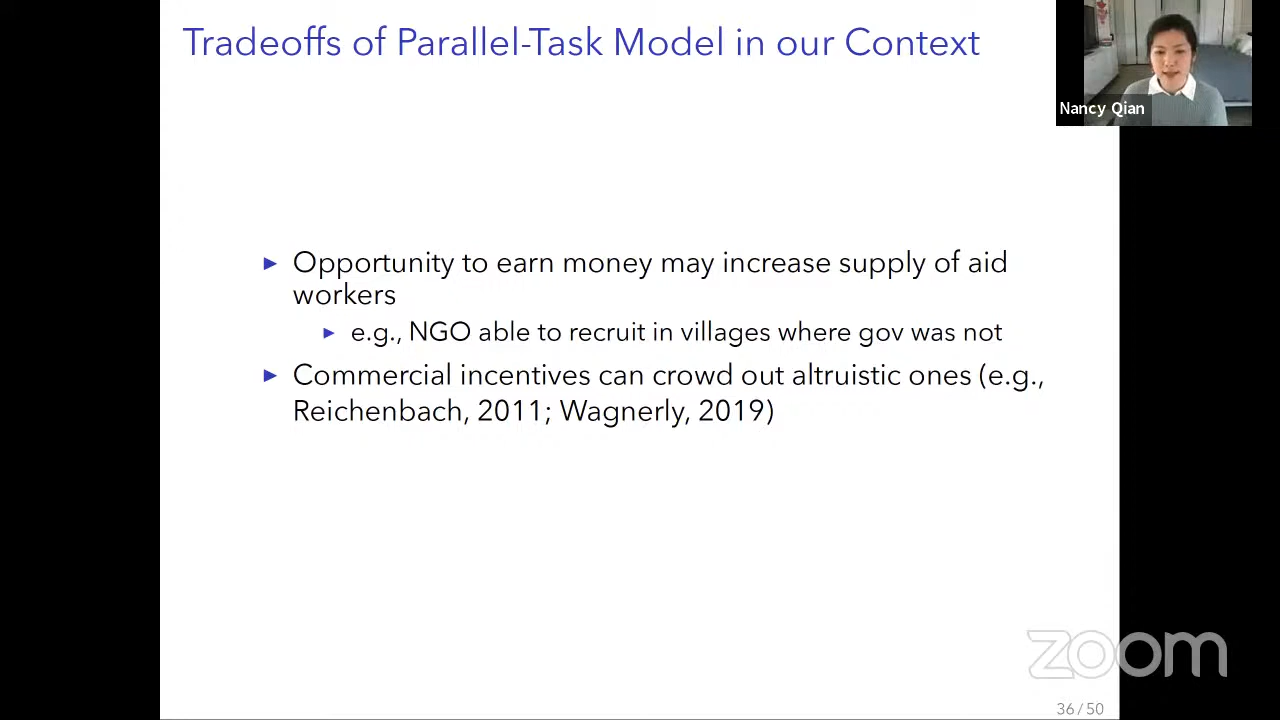 Tradeoffs of Parallel-Task Model in our Context
Nancy Qian
▶ Opportunity to earn money may increase supply of aid
workers
▶ e.g., NGO able to recruit in villages where gov was not
▶ Commercial incentives can crowd out altruistic ones (e.g.,
Reichenbach, 2011; Wagnerly, 2019)
zoom
36 / 50